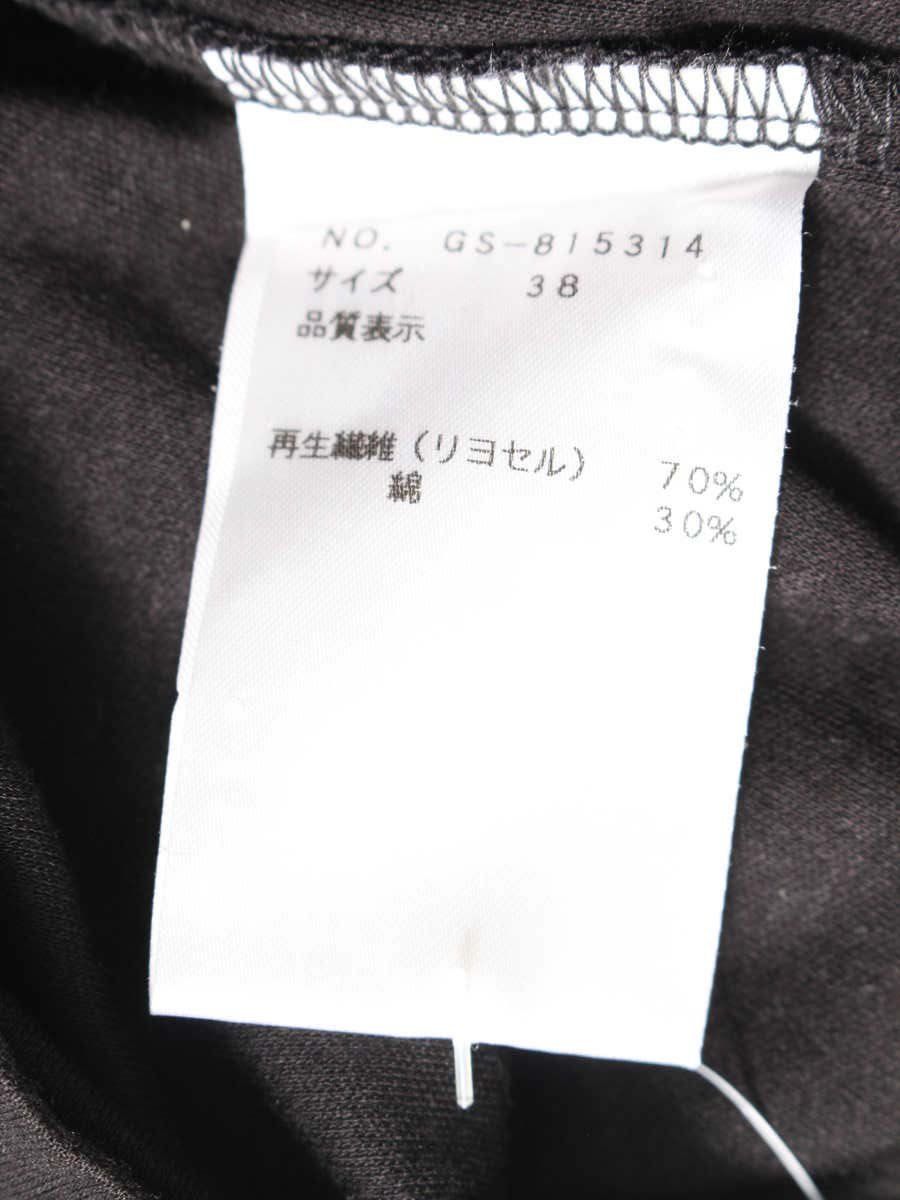 NO. GS-815314
サイズ 38
品質表示
再生繊維(リヨセル) 70%
綿 30%